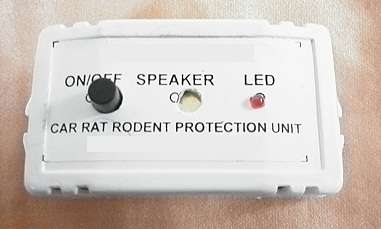 ON/OFF SPEAKER LED
CAR RAT RODENT PROTECTION UNIT